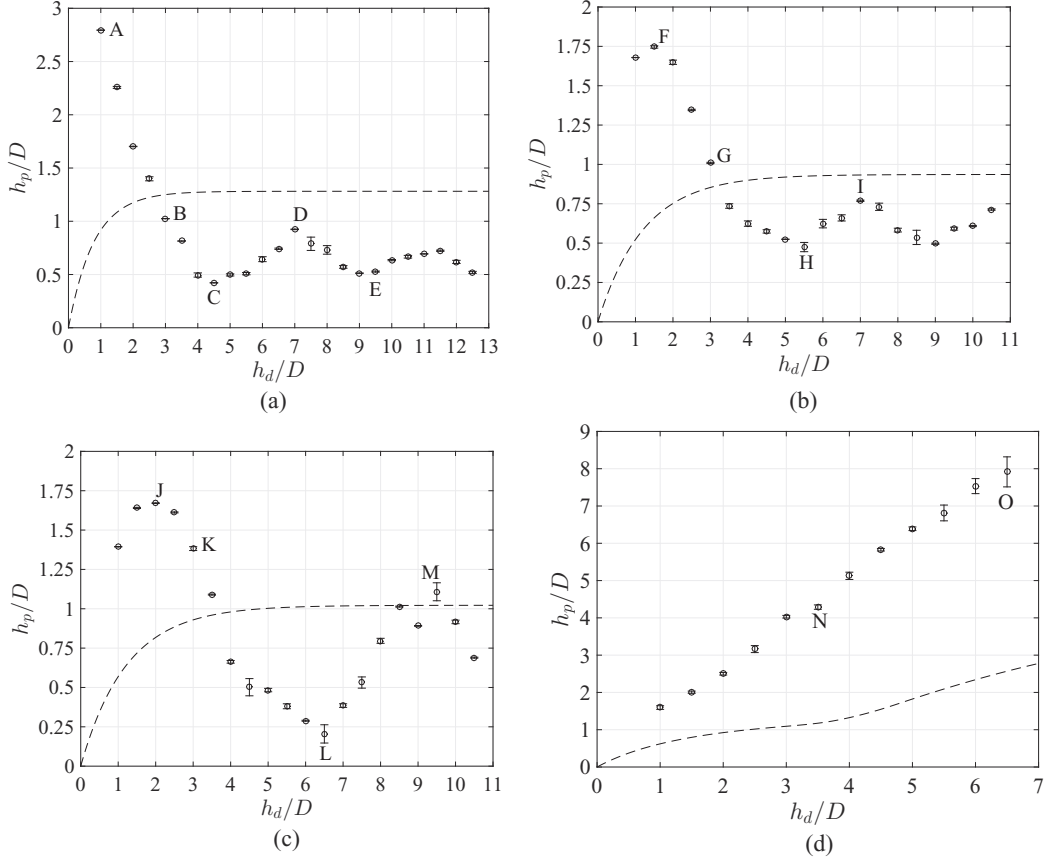 3
2.5
2
1.5
1
0.5
0
0 1 2 3 4 5 6 7 8 9 10 11 12 13
h_p/D
h_d/D
A
B
C
D
E
(a)
2
1.75
1.5
1.25
1
0.75
0.5
0.25
0
0 1 2 3 4 5 6 7 8 9 10 11
h_p/D
h_d/D
F
G
H
I
(b)
2
1.75
1.5
1.25
1
0.75
0.5
0.25
0
0 1 2 3 4 5 6 7 8 9 10 11
h_p/D
h_d/D
J
K
L
M
(c)
9
8
7
6
5
4
3
2
1
0
0 1 2 3 4 5 6 7
h_p/D
h_d/D
N
O
(d)